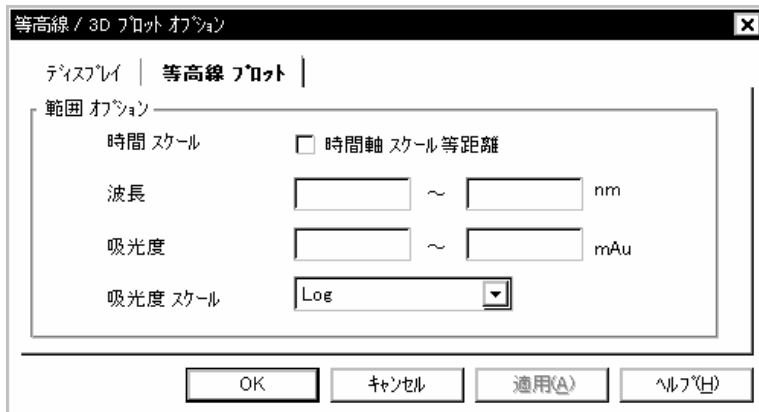 等高線 / 3D ﾌﾟﾛｯﾄ ｵﾌﾟｼｮﾝ
ﾃﾞｨｽﾌﾟﾚｲ 等高線 ﾌﾟﾛｯﾄ
範囲 ｵﾌﾟｼｮﾝ
時間 ｽｹｰﾙ 時間軸 ｽｹｰﾙ 等距離
波長 ～ nm
吸光度 ～ mAu
吸光度 ｽｹｰﾙ Log
OK ｷｬﾝｾﾙ 適用(A) ﾍﾙﾌﾟ(H)